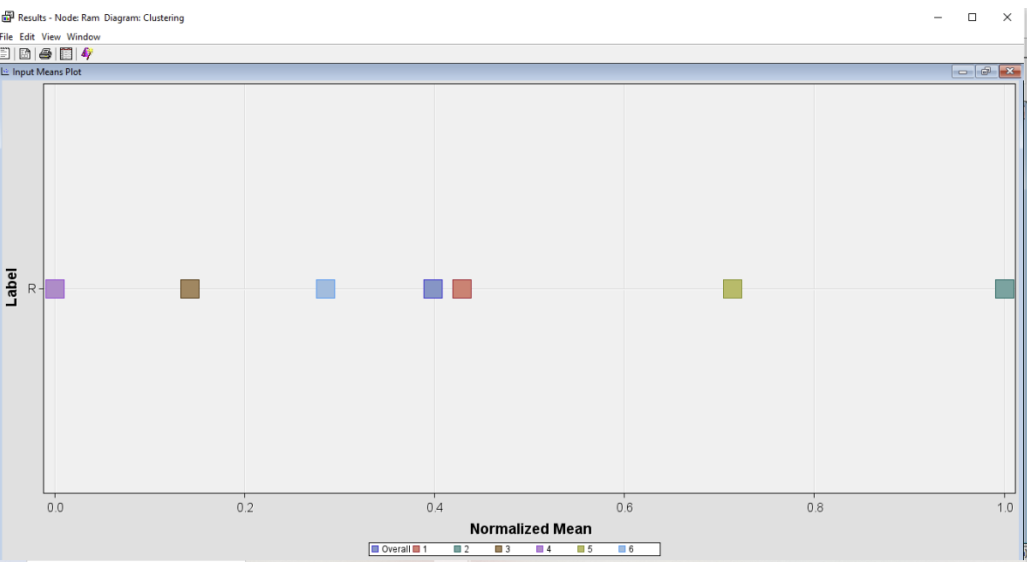 Results - Node: Ram Diagram: Clustering
File Edit View Window
Input Means Plot
Label
R
0.0 0.2 0.4 0.6 0.8 1.0
Normalized Mean
Overall 1 2 3 4 5 6